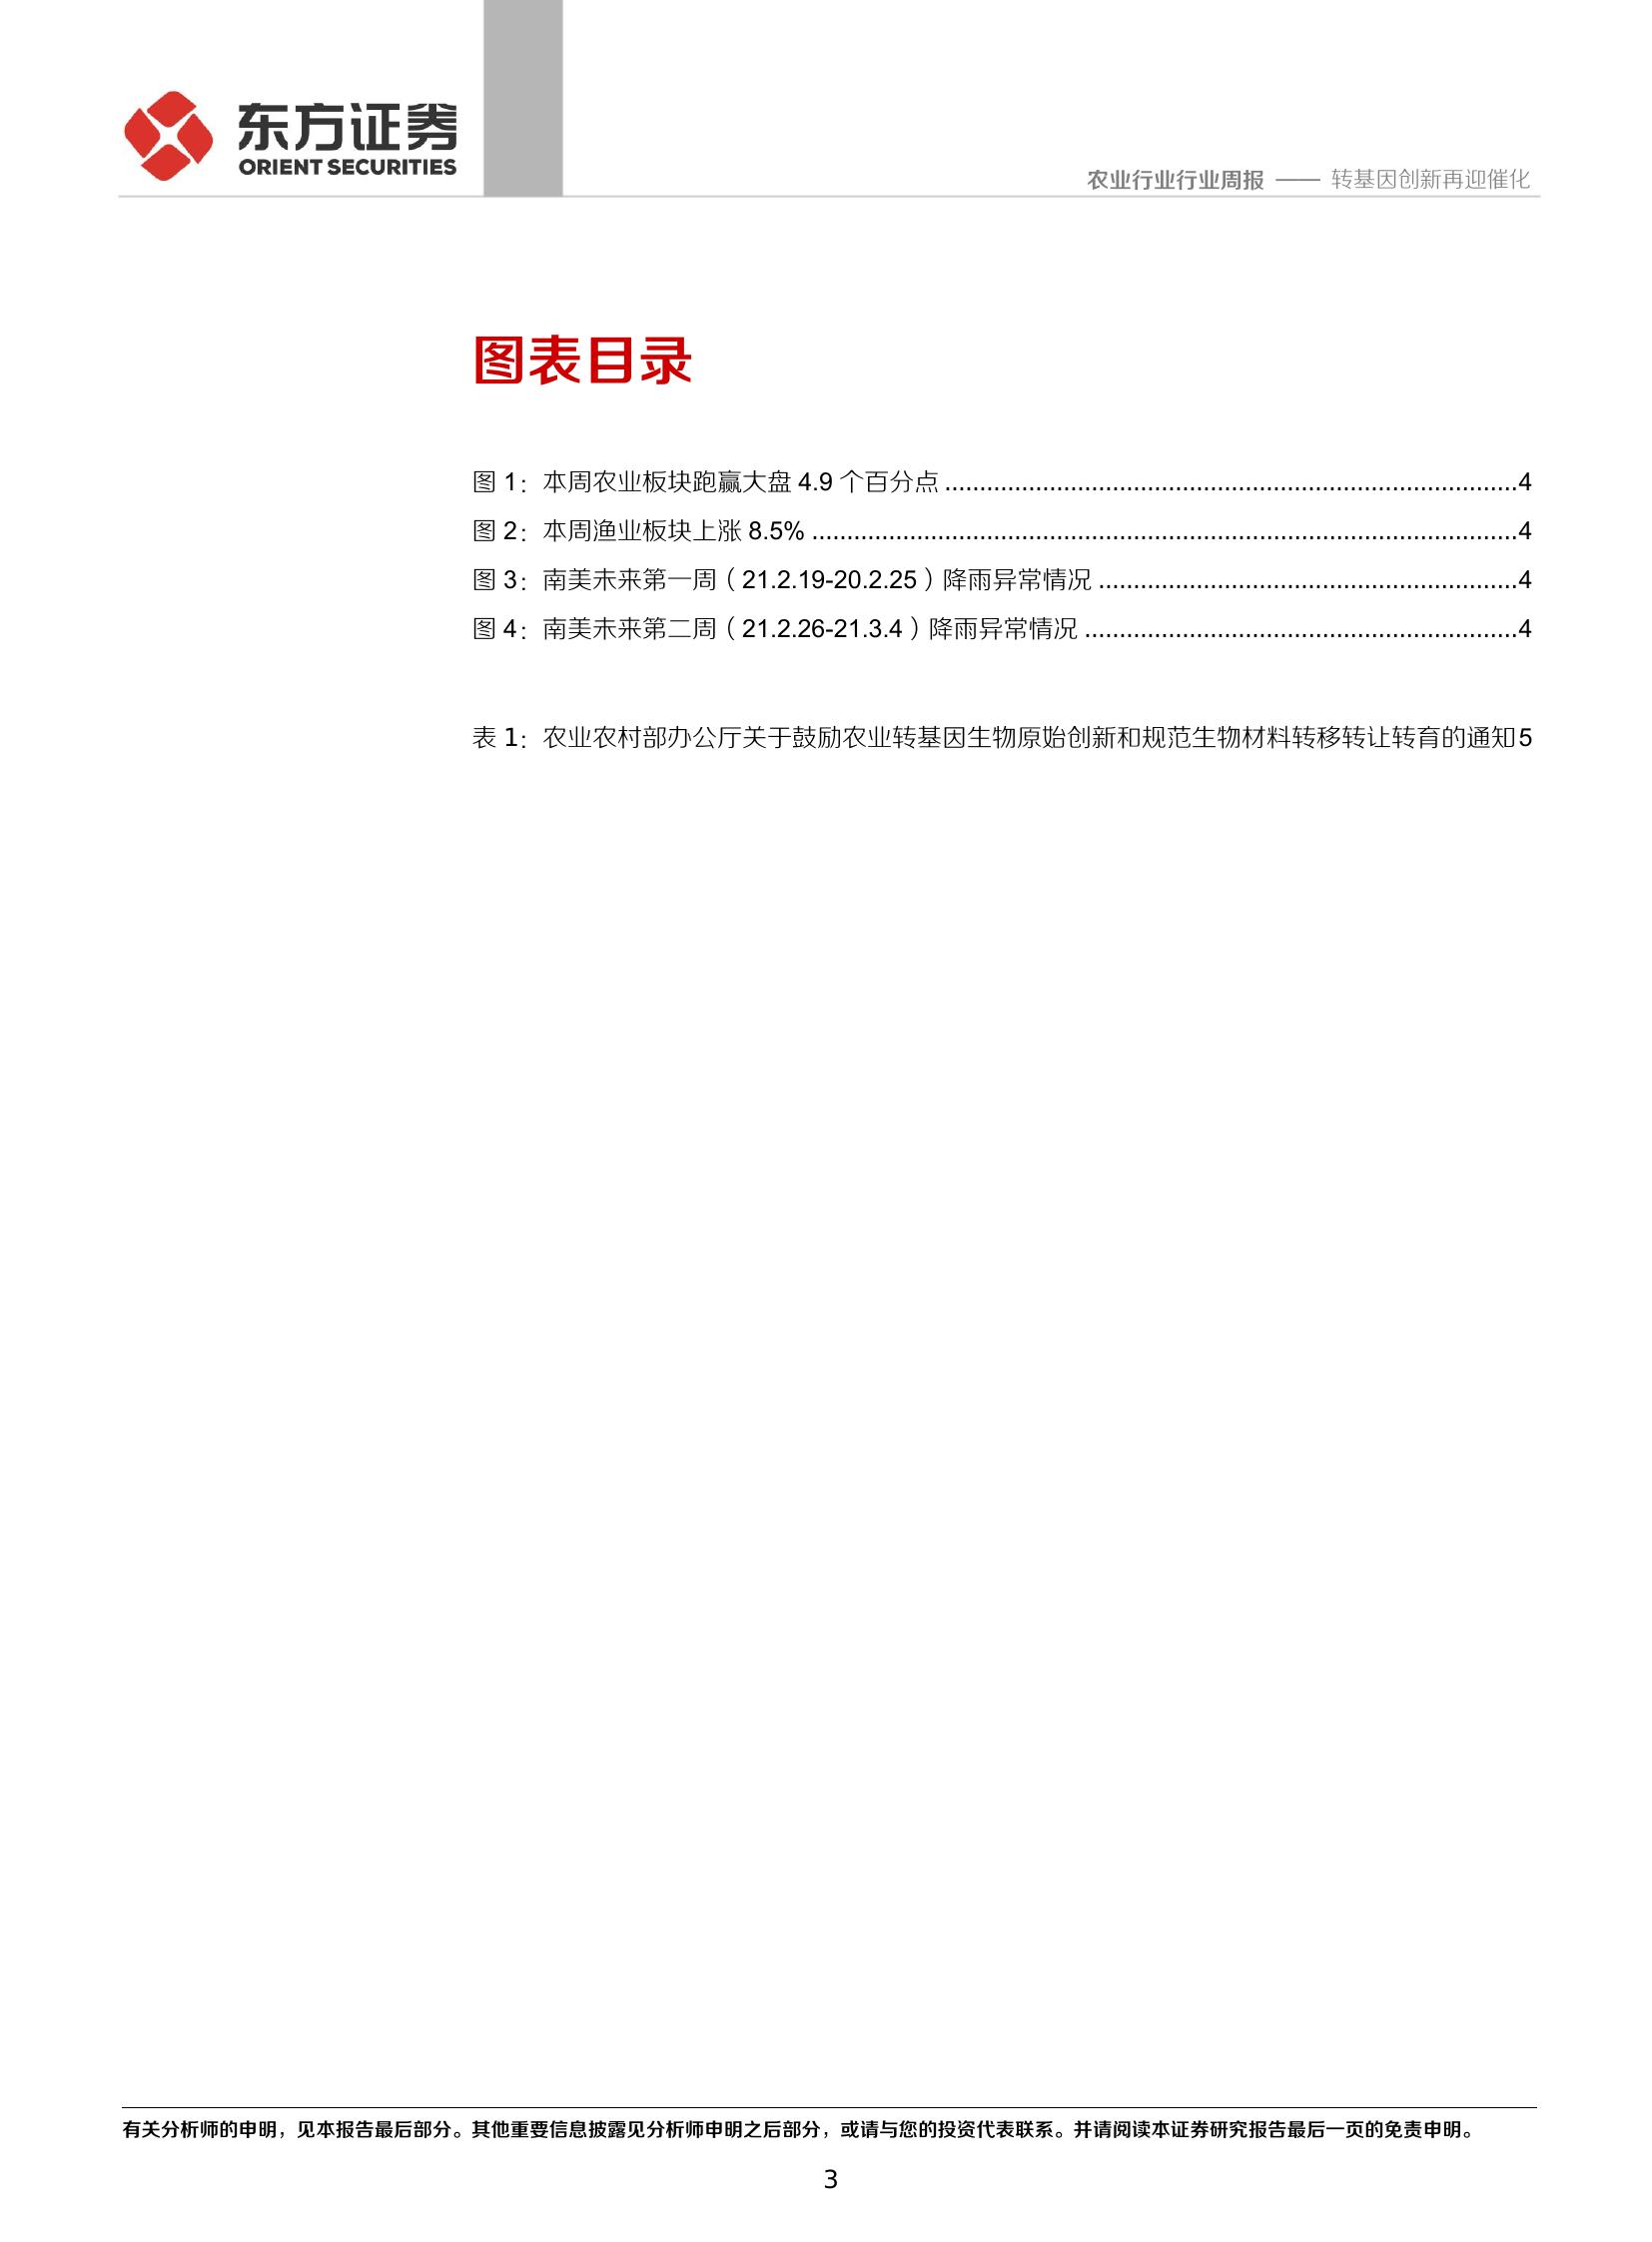 东方证券
ORIENT SECURITIES
农业行业行业周报 —— 转基因创新再迎催化
图表目录
图 1：本周农业板块跑赢大盘 4.9 个百分点 ..................................................................................4
图 2：本周渔业板块上涨 8.5% .....................................................................................................4
图 3：南美未来第一周（21.2.19-20.2.25）降雨异常情况 ............................................................4
图 4：南美未来第二周（21.2.26-21.3.4）降雨异常情况 ..............................................................4
表 1：农业农村部办公厅关于鼓励农业转基因生物原始创新和规范生物材料转移转让转育的通知5
有关分析师的申明，见本报告最后部分。其他重要信息披露见分析师申明之后部分，或请与您的投资代表联系。并请阅读本证券研究报告最后一页的免责申明。
3